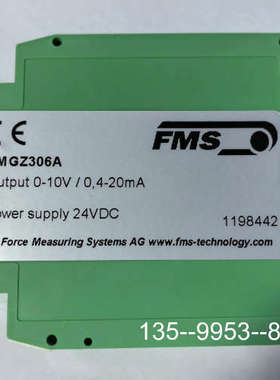 CE
FMS
MGZ306A
utput 0-10V / 0,4-20mA
ower supply 24VDC
1198442
Force Measuring Systems AG www.fms-technology.com
135--9953--8